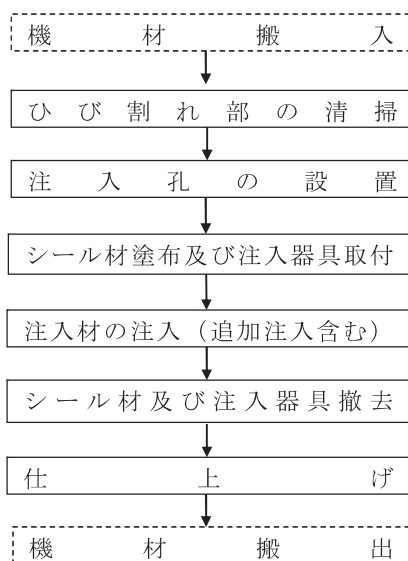 機材搬入
ひび割れ部の清掃
注入孔の設置
シール材塗布及び注入器具取付
注入材の注入（追加注入含む）
シール材及び注入器具撤去
仕上げ
機材搬出